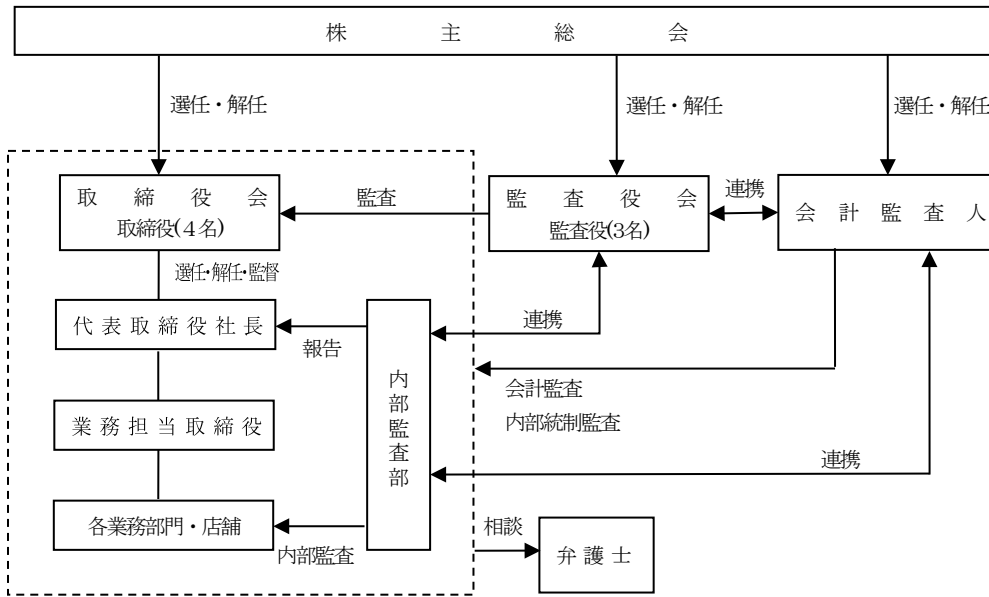 株主総会
選任・解任
選任・解任
選任・解任
取締役会
取締役(４名)
監査
監査役会
監査役(3名)
連携
会計監査人
選任・解任・監督
代表取締役社長
報告
内部監査部
連携
会計監査
内部統制監査
業務担当取締役
連携
各業務部門・店舗
内部監査
相談
弁護士